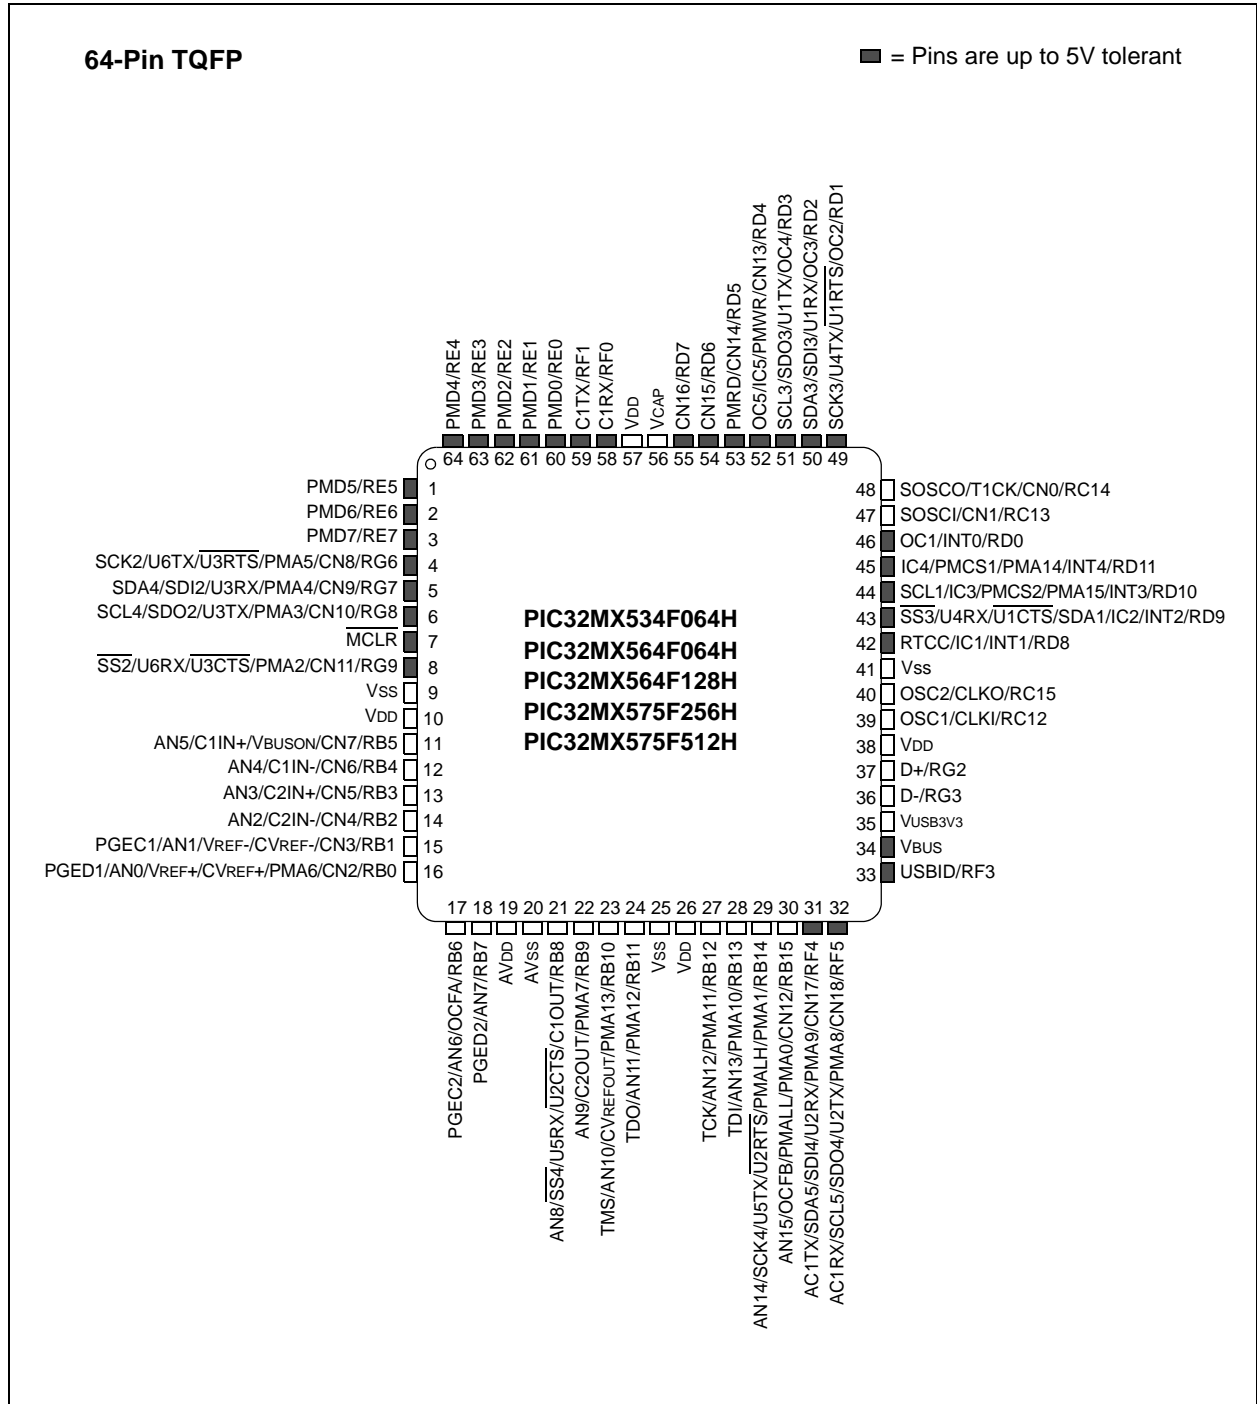 64-Pin TQFP
= Pins are up to 5V tolerant
PMD4/RE4
PMD3/RE3
PMD2/RE2
PMD1/RE1
PMD0/RE0
C1TX/RF1
C1RX/RF0
VDD
VCAP
CN16/RD7
CN15/RD6
PMRD/CN14/RD5
OC5/IC5/PMWR/CN13/RD4
SCL3/SDO3/U1TX/OC4/RD3
SDA3/SDI3/U1RX/OC3/RD2
SCK3/U4TX/U1RTS/OC2/RD1
64 63 62 61 60 59 58 57 56 55 54 53 52 51 50 49
PMD5/RE5 1
PMD6/RE6 2
PMD7/RE7 3
SCK2/U6TX/U3RTS/PMA5/CN8/RG6 4
SDA4/SDI2/U3RX/PMA4/CN9/RG7 5
SCL4/SDO2/U3TX/PMA3/CN10/RG8 6
MCLR 7
SS2/U6RX/U3CTS/PMA2/CN11/RG9 8
VSS 9
VDD 10
AN5/C1IN+/VBUSON/CN7/RB5 11
AN4/C1IN-/CN6/RB4 12
AN3/C2IN+/CN5/RB3 13
AN2/C2IN-/CN4/RB2 14
PGEC1/AN1/VREF-/CVREF-/CN3/RB1 15
PGED1/AN0/VREF+/CVREF+/PMA6/CN2/RB0 16
PIC32MX534F064H
PIC32MX564F064H
PIC32MX564F128H
PIC32MX575F256H
PIC32MX575F512H
48 SOSCO/T1CK/CN0/RC14
47 SOSCI/CN1/RC13
46 OC1/INT0/RD0
45 IC4/PMCS1/PMA14/INT4/RD11
44 SCL1/IC3/PMCS2/PMA15/INT3/RD10
43 SS3/U4RX/U1CTS/SDA1/IC2/INT2/RD9
42 RTCC/IC1/INT1/RD8
41 Vss
40 OSC2/CLKO/RC15
39 OSC1/CLKI/RC12
38 VDD
37 D+/RG2
36 D-/RG3
35 VUSB3V3
34 VBUS
33 USBID/RF3
17 18 19 20 21 22 23 24 25 26 27 28 29 30 31 32
PGEC2/AN6/OCFA/RB6
PGED2/AN7/RB7
AVDD
AVSS
AN8/SS4/U5RX/U2CTS/C1OUT/RB8
AN9/C2OUT/PMA7/RB9
TMS/AN10/CVREFOUT/PMA13/RB10
TDO/AN11/PMA12/RB11
VSS
VDD
TCK/AN12/PMA11/RB12
TDI/AN13/PMA10/RB13
AN14/SCK4/U5TX/U2RTS/PMALH/PMA1/RB14
AN15/OCFB/PMALL/PMA0/CN12/RB15
AC1TX/SDA5/SDI4/U2RX/PMA9/CN17/RF4
AC1RX/SCL5/SDO4/U2TX/PMA8/CN18/RF5